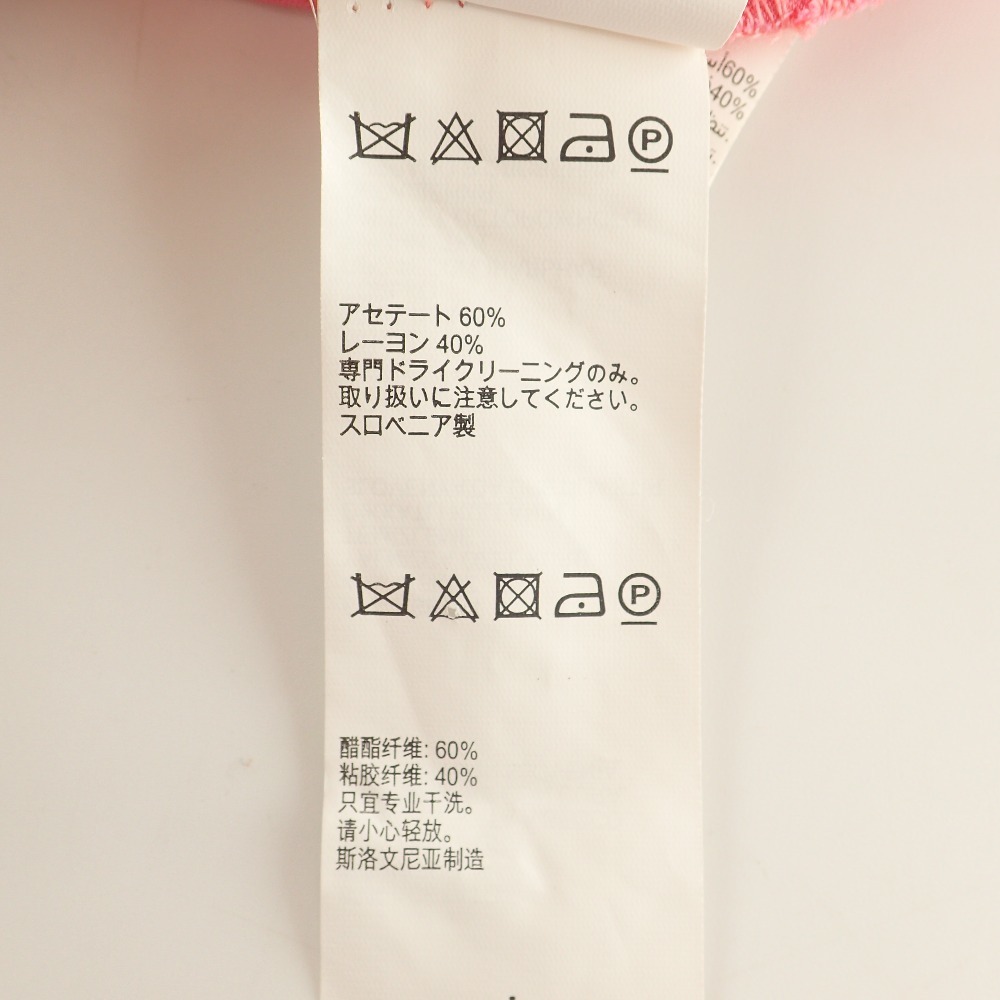 60%
40%
P
アセテート 60%
レーヨン 40%
専門ドライクリーニングのみ。
取り扱いに注意してください。
スロベニア製
P
醋酯纤维: 60%
粘胶纤维: 40%
只宜专业干洗。
请小心轻放。
斯洛文尼亚制造